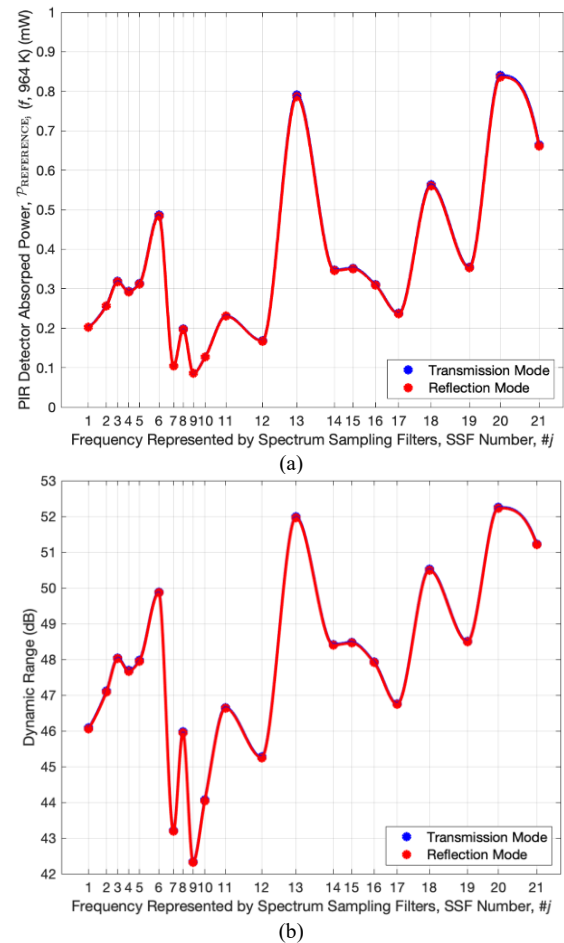 1
0.9
0.8
0.7
0.6
0.5
0.4
0.3
0.2
0.1
0
PIR Detector Absorped Power, 𝒫REFERENCEj (f, 964 K) (mW)
Transmission Mode
Reflection Mode
1 2 3 4 5 6 7 8 9 10 11 12 13 14 15 16 17 18 19 20 21
Frequency Represented by Spectrum Sampling Filters, SSF Number, #j
(a)
53
52
51
50
49
48
47
46
45
44
43
42
Dynamic Range (dB)
Transmission Mode
Reflection Mode
1 2 3 4 5 6 7 8 9 10 11 12 13 14 15 16 17 18 19 20 21
Frequency Represented by Spectrum Sampling Filters, SSF Number, #j
(b)